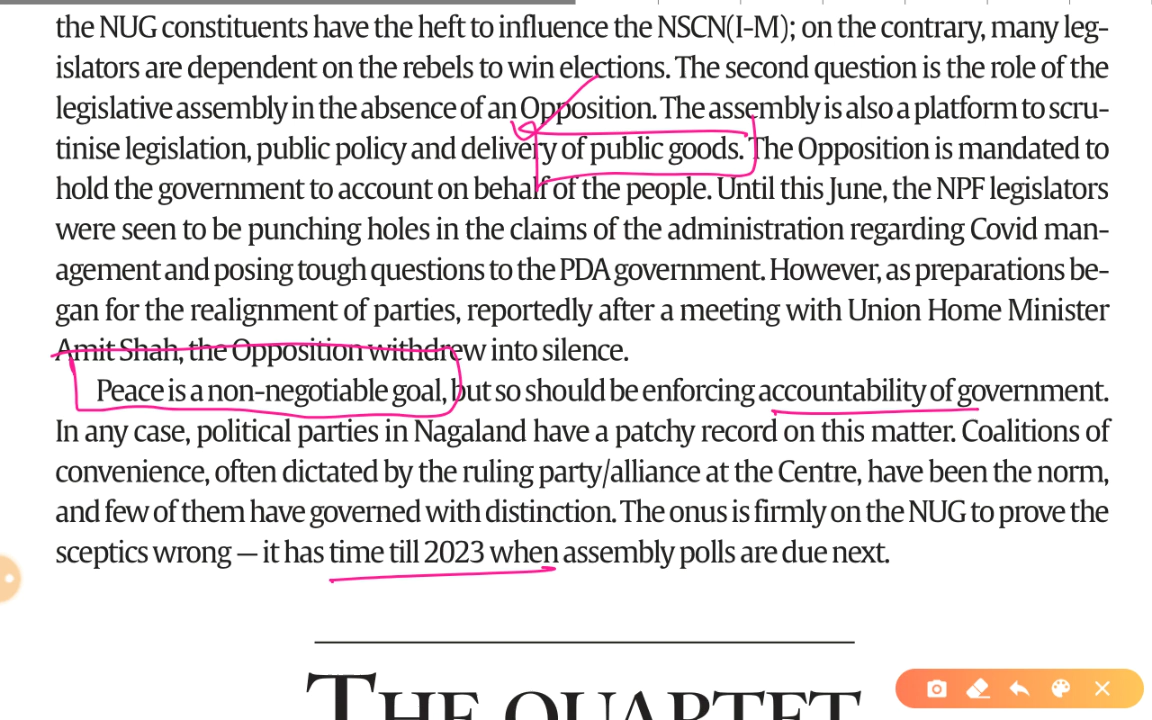 the NUG constituents have the heft to influence the NSCN(I-M); on the contrary, many leg-
islators are dependent on the rebels to win elections. The second question is the role of the
legislative assembly in the absence of an Opposition. The assembly is also a platform to scru-
tinise legislation, public policy and delivery of public goods. The Opposition is mandated to
hold the government to account on behalf of the people. Until this June, the NPF legislators
were seen to be punching holes in the claims of the administration regarding Covid man-
agement and posing tough questions to the PDA government. However, as preparations be-
gan for the realignment of parties, reportedly after a meeting with Union Home Minister
Amit Shah, the Opposition withdrew into silence.
Peace is a non-negotiable goal, but so should be enforcing accountability of government.
In any case, political parties in Nagaland have a patchy record on this matter. Coalitions of
convenience, often dictated by the ruling party/alliance at the Centre, have been the norm,
and few of them have governed with distinction. The onus is firmly on the NUG to prove the
sceptics wrong — it has time till 2023 when assembly polls are due next.
THE QUARTET